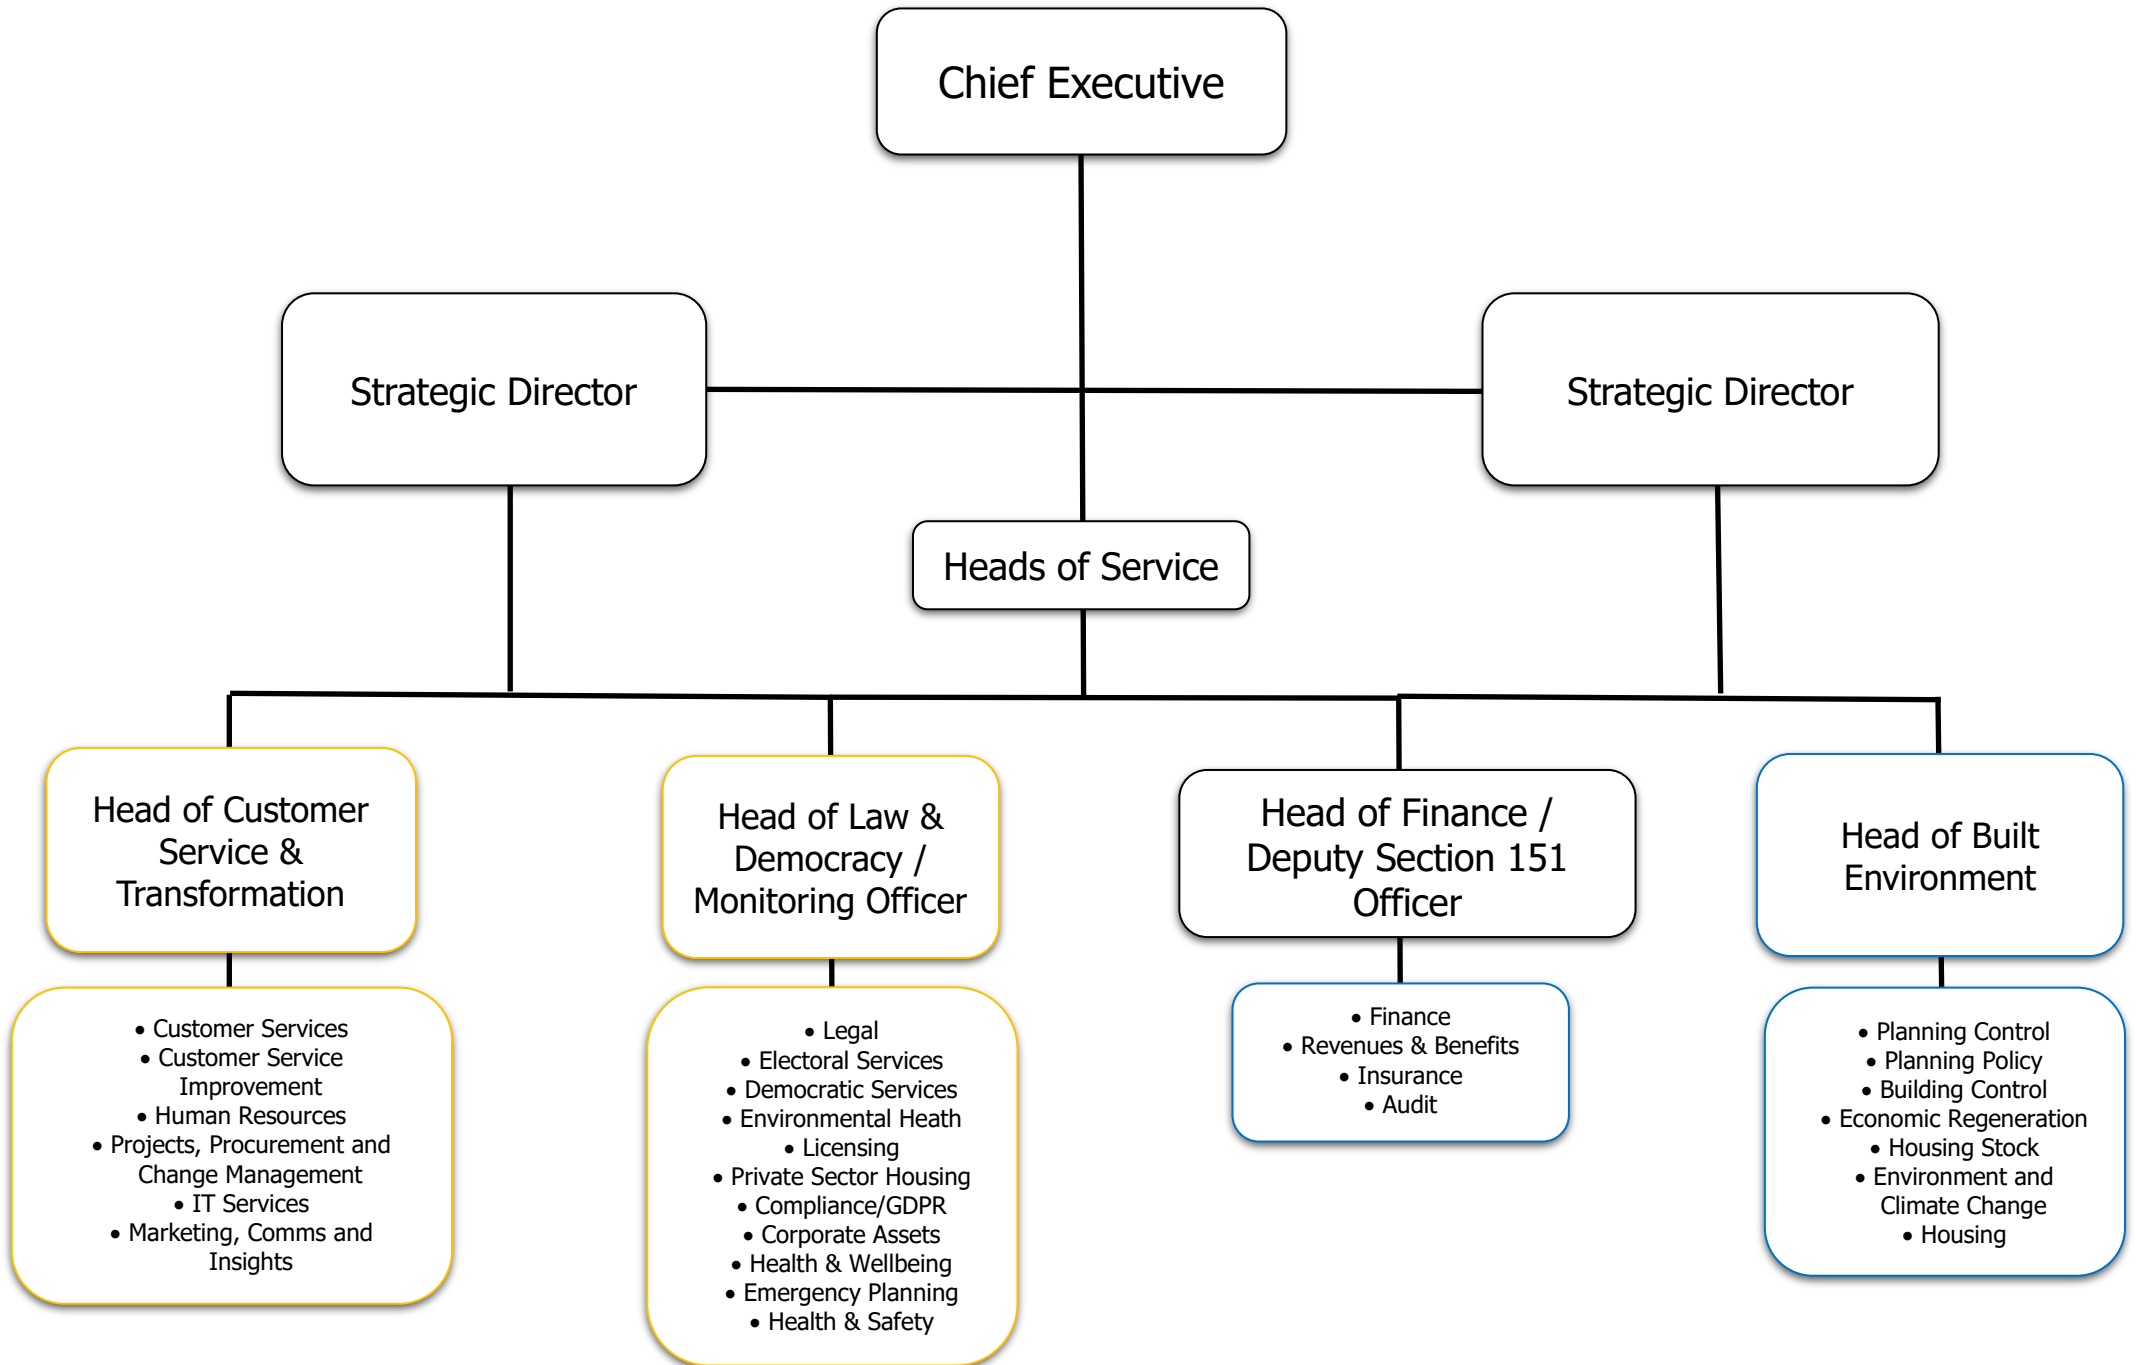 Chief Executive
Strategic Director
Strategic Director
Heads of Service
Head of Customer
Service &
Transformation
Head of Law &
Democracy /
Monitoring Officer
Head of Finance /
Deputy Section 151
Officer
Head of Built
Environment
• Customer Services
• Customer Service
Improvement
• Human Resources
• Projects, Procurement and
Change Management
• IT Services
• Marketing, Comms and
Insights
• Legal
• Electoral Services
• Democratic Services
• Environmental Heath
• Licensing
• Private Sector Housing
• Compliance/GDPR
• Corporate Assets
• Health & Wellbeing
• Emergency Planning
• Health & Safety
• Finance
• Revenues & Benefits
• Insurance
• Audit
• Planning Control
• Planning Policy
• Building Control
• Economic Regeneration
• Housing Stock
• Environment and
Climate Change
• Housing